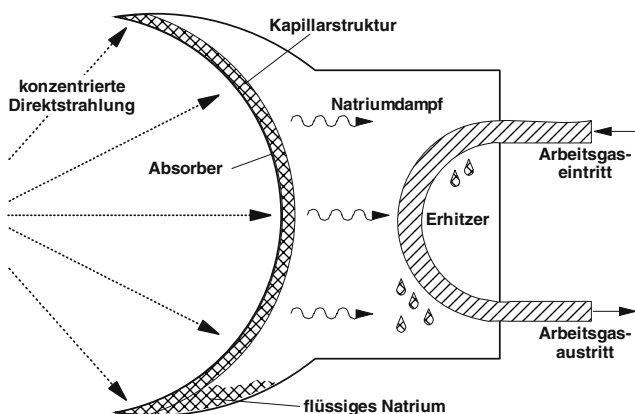 Kapillarstruktur
konzentrierte
Direktstrahlung
Natriumdampf
Absorber
Arbeitsgas-
eintritt
Erhitzer
Arbeitsgas-
austritt
flüssiges Natrium